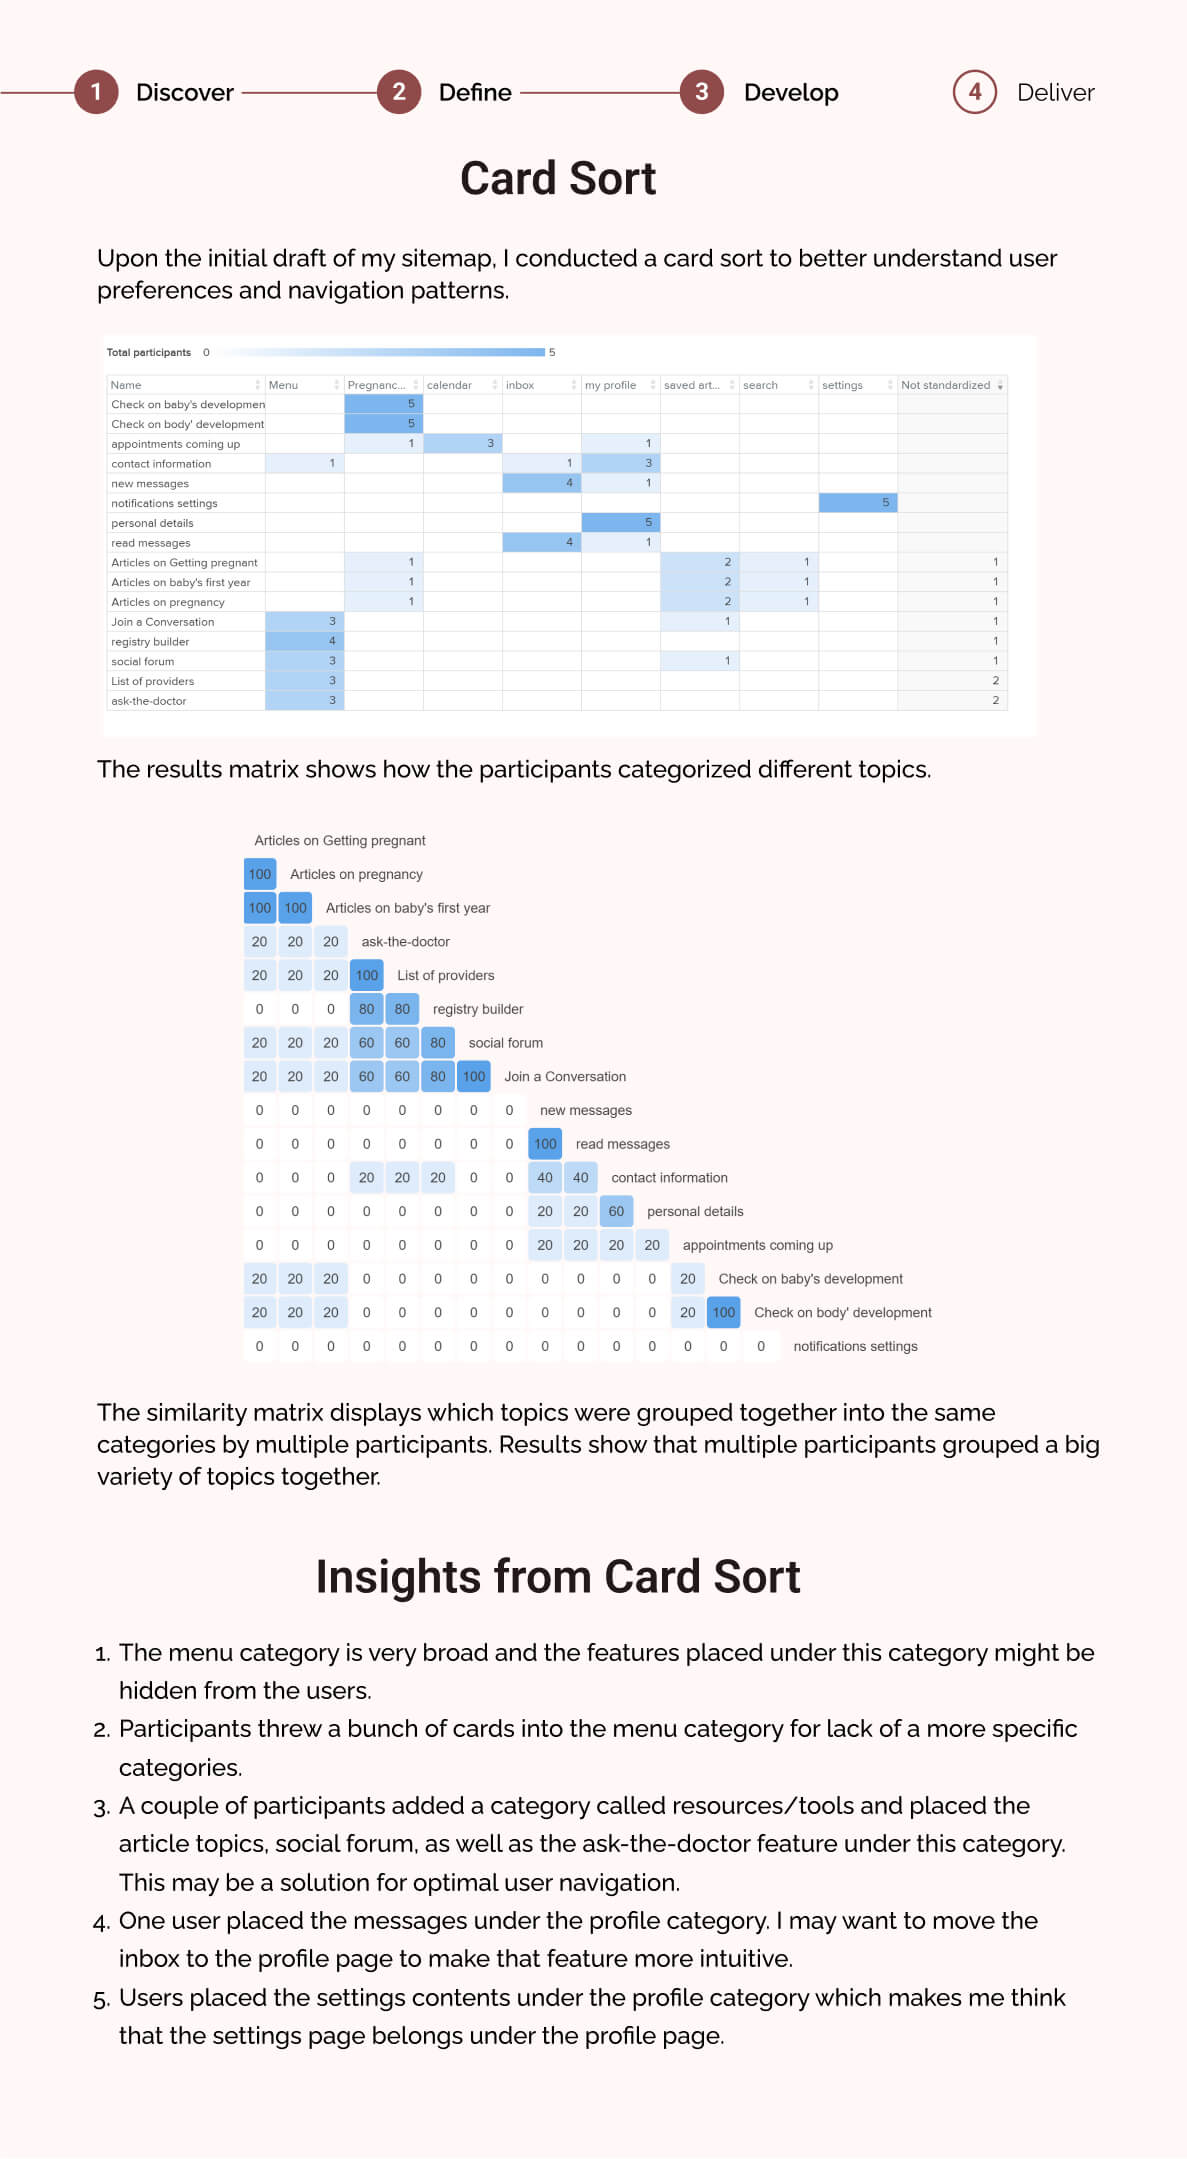 1 Discover 2 Define 3 Develop 4 Deliver
Card Sort
Upon the initial draft of my sitemap, I conducted a card sort to better understand user
preferences and navigation patterns.
Total participants 0 5
Name Menu Pregnanc... calendar inbox my profile saved art... search settings Not standardized
Check on baby's developmen 5
Check on body' development 5
appointments coming up 1 3 1
contact information 1 1 3
new messages 4 1
notifications settings 5
personal details 5
read messages 4 1
Articles on Getting pregnant 1 2 1 1
Articles on baby's first year 1 2 1 1
Articles on pregnancy 1 2 1 1
Join a Conversation 3 1 1
registry builder 4 1
social forum 3 1 1
List of providers 3 2
ask-the-doctor 3 2
The results matrix shows how the participants categorized different topics.
Articles on Getting pregnant
100 Articles on pregnancy
100 100 Articles on baby's first year
20 20 20 ask-the-doctor
20 20 20 100 List of providers
0 0 0 80 80 registry builder
20 20 20 60 60 80 social forum
20 20 20 60 60 80 100 Join a Conversation
0 0 0 0 0 0 0 0 new messages
0 0 0 0 0 0 0 0 100 read messages
0 0 0 20 20 20 0 0 40 40 contact information
0 0 0 0 0 0 0 0 20 20 60 personal details
0 0 0 0 0 0 0 0 20 20 20 20 appointments coming up
20 20 20 0 0 0 0 0 0 0 0 0 20 Check on baby's development
20 20 20 0 0 0 0 0 0 0 0 0 20 100 Check on body' development
0 0 0 0 0 0 0 0 0 0 0 0 0 0 0 notifications settings
The similarity matrix displays which topics were grouped together into the same
categories by multiple participants. Results show that multiple participants grouped a big
variety of topics together.
Insights from Card Sort
1. The menu category is very broad and the features placed under this category might be
hidden from the users.
2. Participants threw a bunch of cards into the menu category for lack of a more specific
categories.
3. A couple of participants added a category called resources/tools and placed the
article topics, social forum, as well as the ask-the-doctor feature under this category.
This may be a solution for optimal user navigation.
4. One user placed the messages under the profile category. I may want to move the
inbox to the profile page to make that feature more intuitive.
5. Users placed the settings contents under the profile category which makes me think
that the settings page belongs under the profile page.